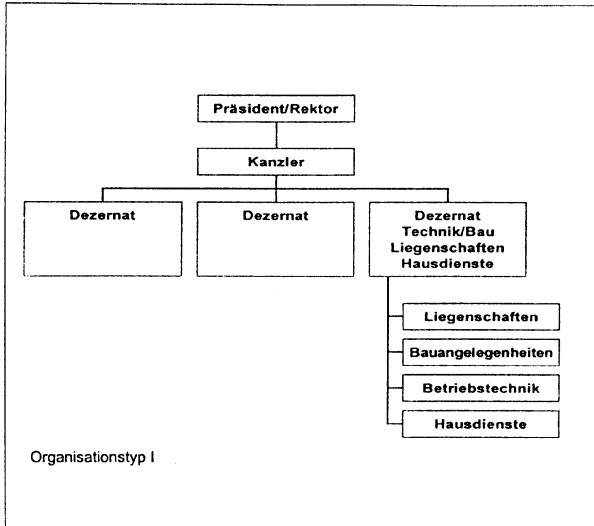 Präsident/Rektor
Kanzler
Dezernat
Dezernat
Dezernat
Technik/Bau
Liegenschaften
Hausdienste
Liegenschaften
Bauangelegenheiten
Betriebstechnik
Hausdienste
Organisationstyp I